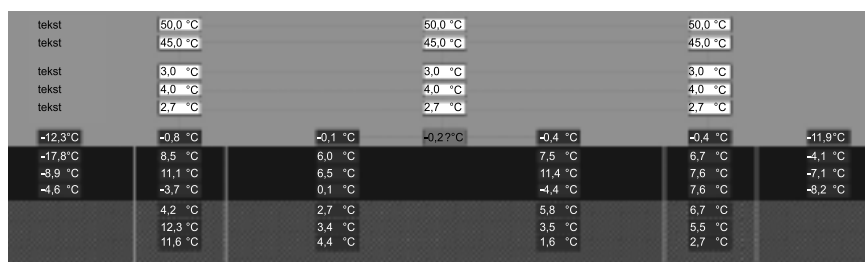 tekst 50,0 °C 50,0 °C 50,0 °C
tekst 45,0 °C 45,0 °C 45,0 °C
tekst 3,0 °C 3,0 °C 3,0 °C
tekst 4,0 °C 4,0 °C 4,0 °C
tekst 2,7 °C 2,7 °C 2,7 °C
-12,3°C -0,8 °C -0,1 °C -0,2?°C -0,4 °C -0,4 °C -11,9°C
-17,8°C 8,5 °C 6,0 °C 7,5 °C 6,7 °C -4,1 °C
-8,9 °C 11,1 °C 6,5 °C 11,4 °C 7,6 °C -7,1 °C
-4,6 °C -3,7 °C 0,1 °C -4,4 °C 7,6 °C -8,2 °C
4,2 °C 2,7 °C 5,8 °C 6,7 °C
12,3 °C 3,4 °C 3,5 °C 5,5 °C
11,6 °C 4,4 °C 1,6 °C 2,7 °C